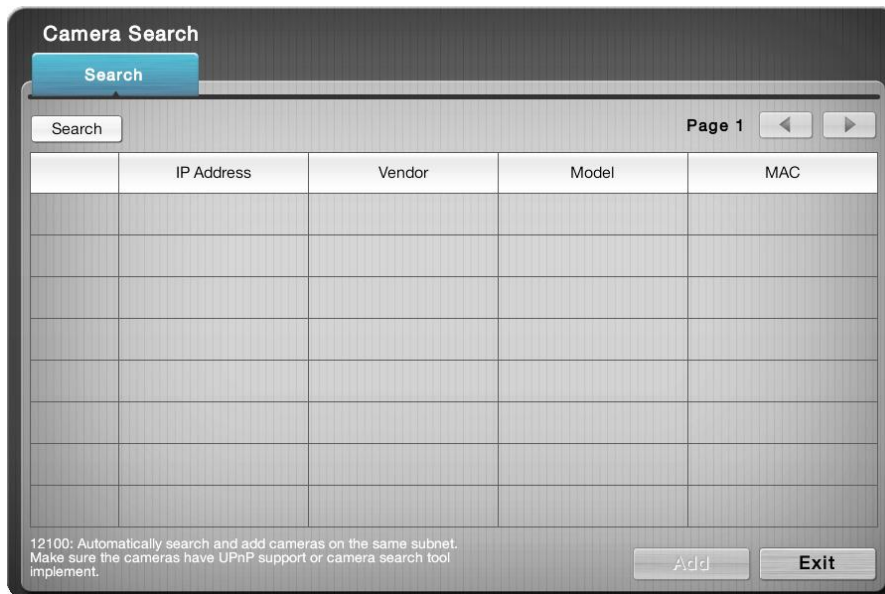 Camera Search
Search
Search
Page 1
IP Address Vendor Model MAC
12100: Automatically search and add cameras on the same subnet.
Make sure the cameras have UPnP support or camera search tool
implement.
Add Exit